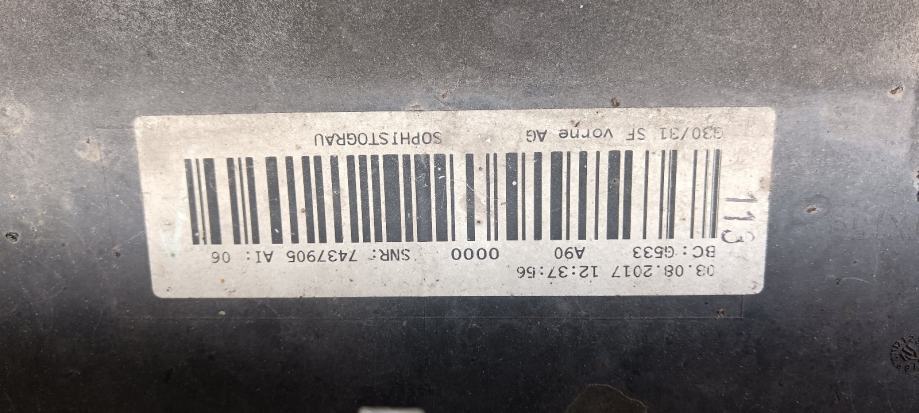 03.08.2017 12:37:56
BC: G533 A90 0000 SNR: 7437905 AI: 06
113
G30/31 SF vorne AG SOPHISTOGRAU